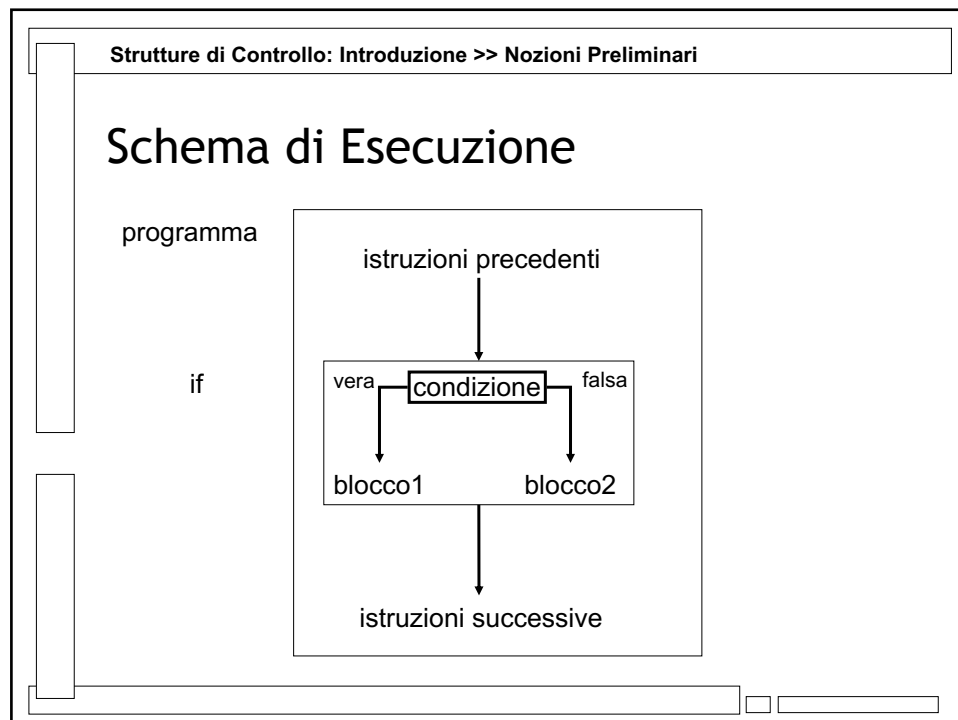 Strutture di Controllo: Introduzione >> Nozioni Preliminari
Schema di Esecuzione
programma
istruzioni precedenti
if
vera
condizione
falsa
blocco1
blocco2
istruzioni successive